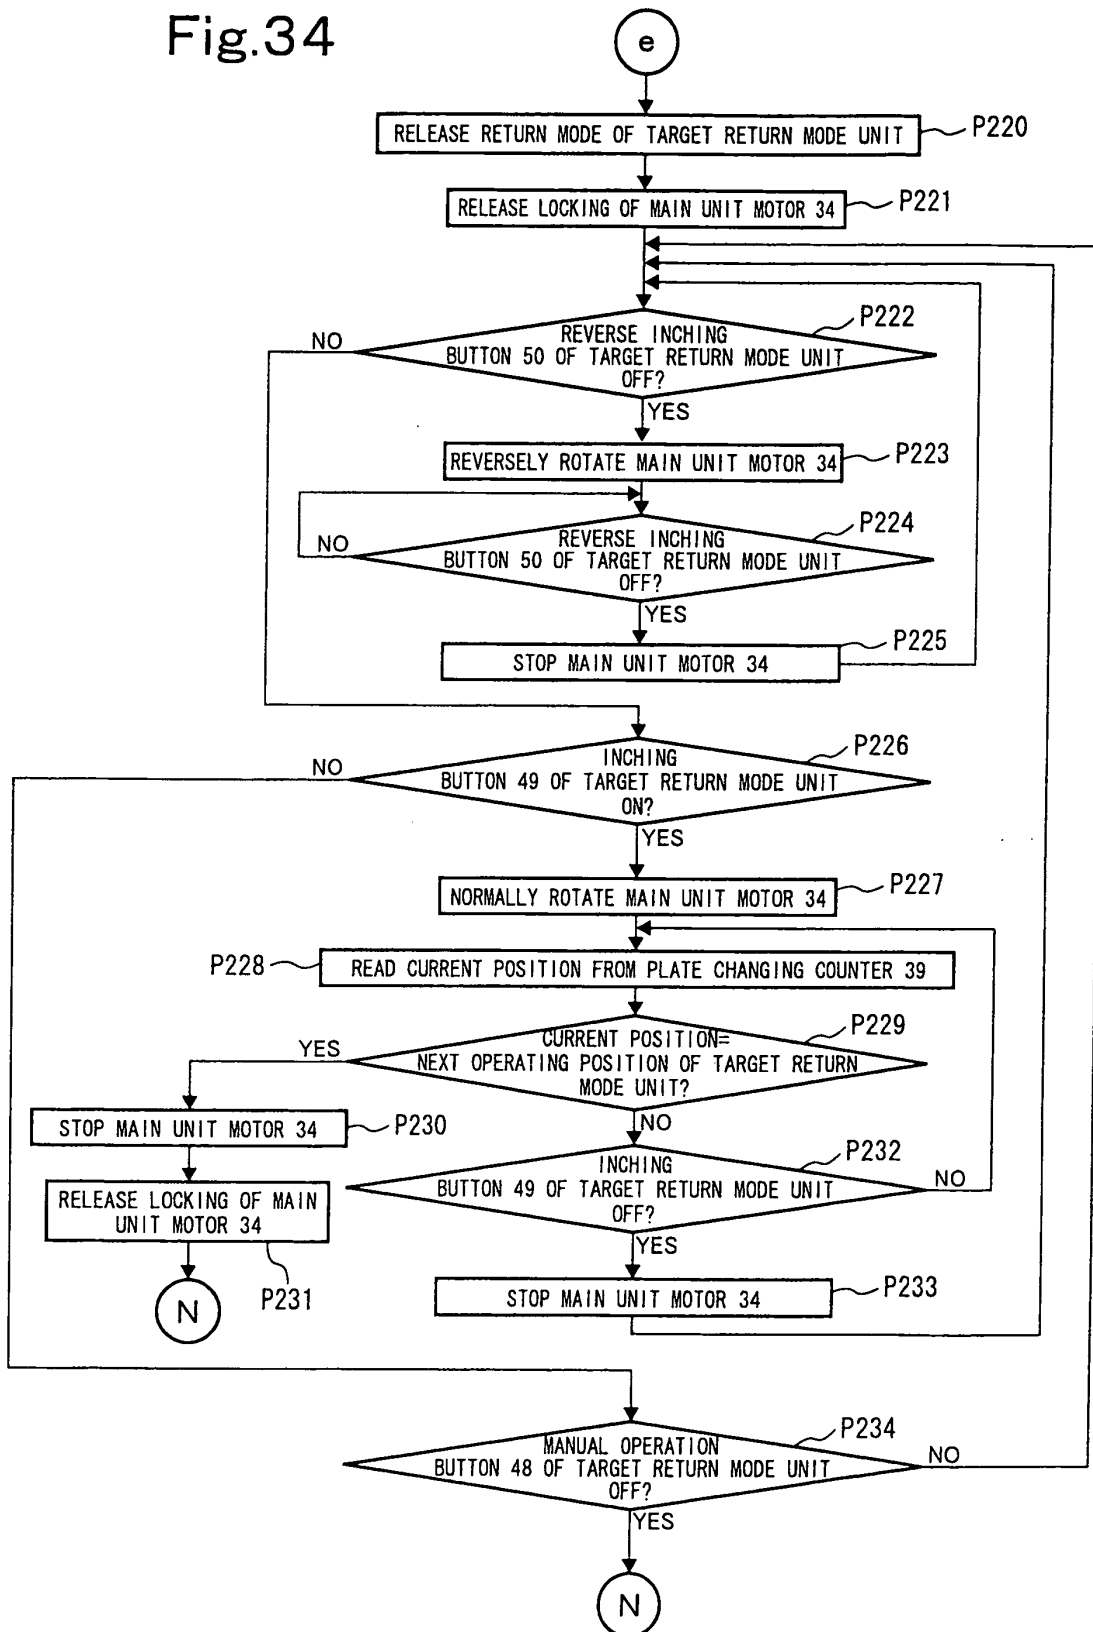 Fig.34
e
RELEASE RETURN MODE OF TARGET RETURN MODE UNIT
P220
RELEASE LOCKING OF MAIN UNIT MOTOR 34
P221
P222
NO
REVERSE INCHING
BUTTON 50 OF TARGET RETURN MODE UNIT
OFF?
YES
REVERSELY ROTATE MAIN UNIT MOTOR 34
P223
P224
NO
REVERSE INCHING
BUTTON 50 OF TARGET RETURN MODE UNIT
OFF?
YES
P225
STOP MAIN UNIT MOTOR 34
P226
NO
INCHING
BUTTON 49 OF TARGET RETURN MODE UNIT
ON?
YES
NORMALLY ROTATE MAIN UNIT MOTOR 34
P227
P228
READ CURRENT POSITION FROM PLATE CHANGING COUNTER 39
P229
YES
CURRENT POSITION=
NEXT OPERATING POSITION OF TARGET RETURN
MODE UNIT?
NO
STOP MAIN UNIT MOTOR 34
P230
P232
INCHING
BUTTON 49 OF TARGET RETURN MODE UNIT
OFF?
NO
YES
RELEASE LOCKING OF MAIN
UNIT MOTOR 34
P231
N
STOP MAIN UNIT MOTOR 34
P233
P234
MANUAL OPERATION
BUTTON 48 OF TARGET RETURN MODE UNIT
OFF?
NO
YES
N